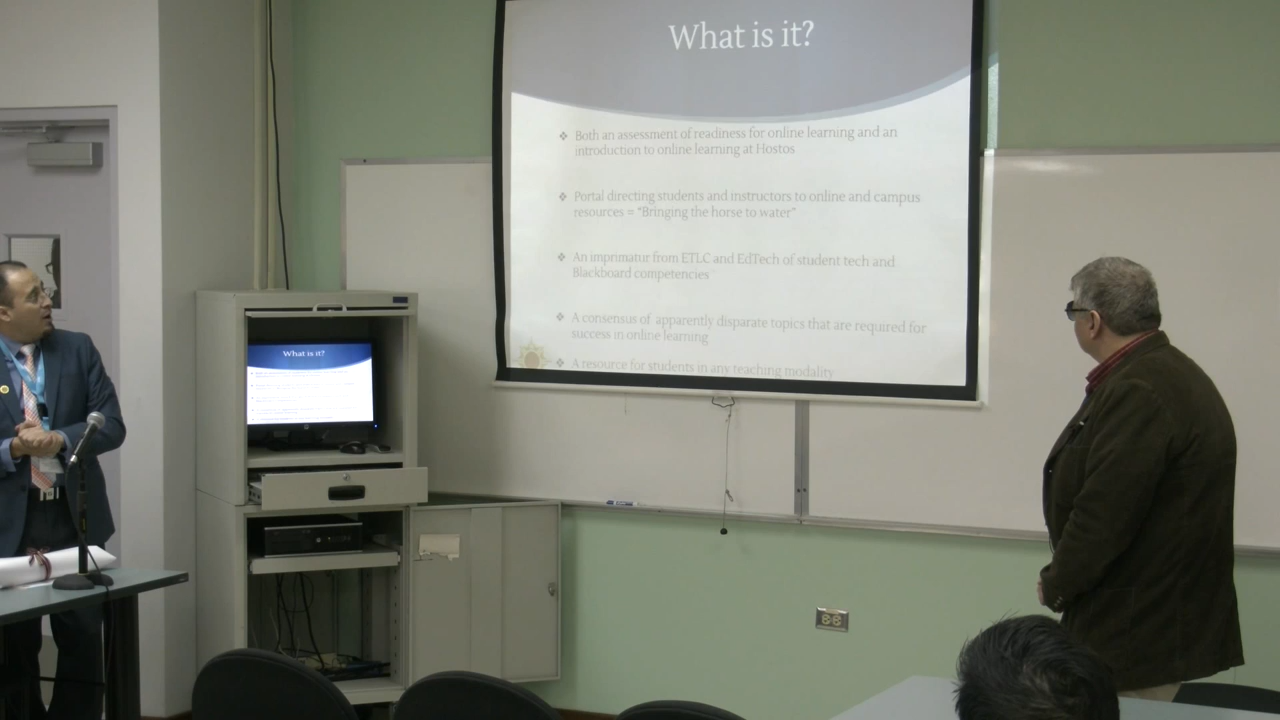 What is it?
❖ Both an assessment of readiness for online learning and an
introduction to online learning at Hostos
❖ Portal directing students and instructors to online and campus
resources = "Bringing the horse to water"
❖ An imprimatur from ETLC and EdTech of student tech and
Blackboard competencies
❖ A consensus of apparently disparate topics that are required for
success in online learning
❖ A resource for students in any teaching modality
What is it?